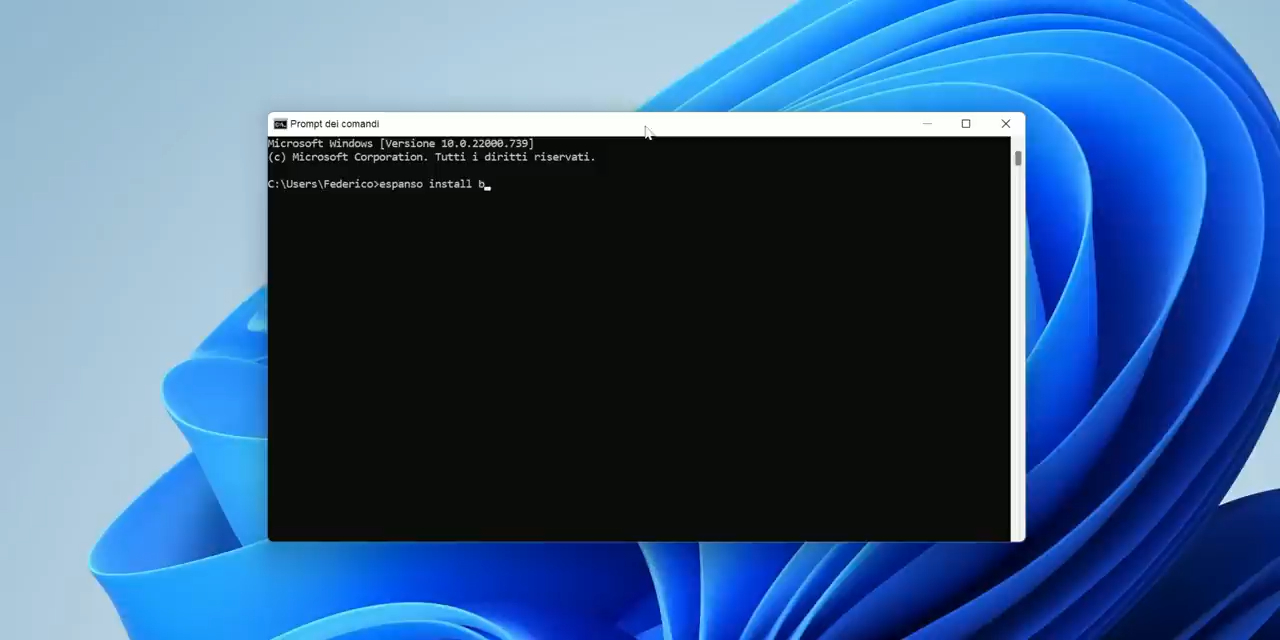 Prompt dei comandi
Microsoft Windows [Versione 10.0.22000.739]
(c) Microsoft Corporation. Tutti i diritti riservati.
C:\Users\Federico>espanso install b